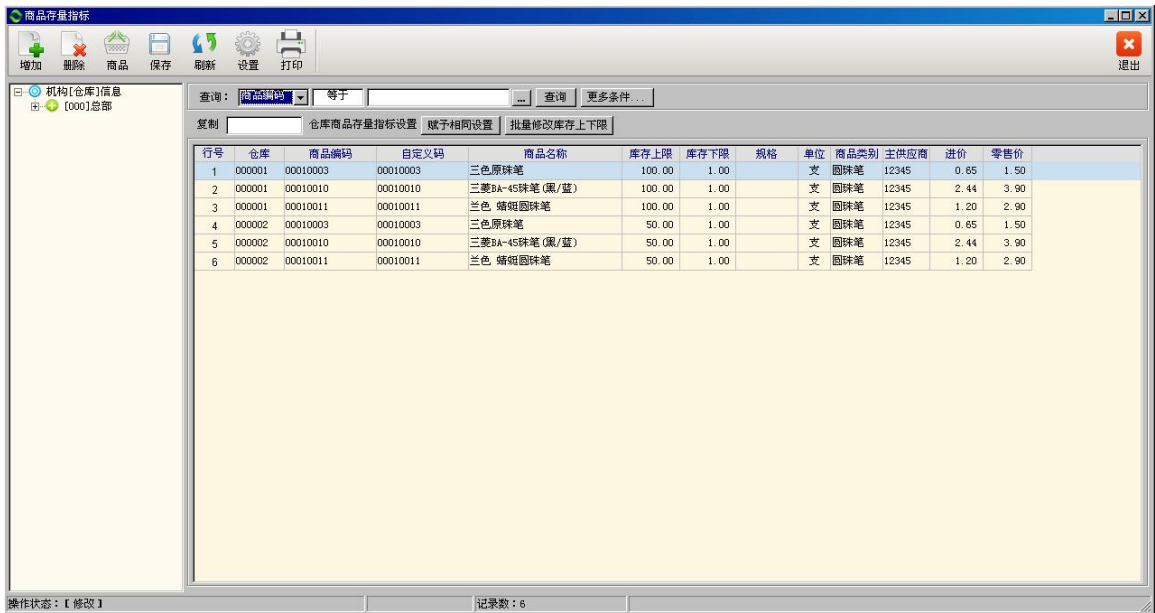 商品存量指标
增加 删除 商品 保存 刷新 设置 打印 退出
机构[仓库]信息
[000]总部
查询： 商品编码 等于 ... 查询 更多条件...
复制 仓库商品存量指标设置 赋予相同设置 批量修改库存上下限
行号 仓库 商品编码 自定义码 商品名称 库存上限 库存下限 规格 单位 商品类别 主供应商 进价 零售价
1 000001 00010003 00010003 三色原珠笔 100.00 1.00 支 圆珠笔 12345 0.65 1.50
2 000001 00010010 00010010 三菱BA-45珠笔(黑/蓝) 100.00 1.00 支 圆珠笔 12345 2.44 3.90
3 000001 00010011 00010011 兰色 蜻蜓圆珠笔 100.00 1.00 支 圆珠笔 12345 1.20 2.90
4 000002 00010003 00010003 三色原珠笔 50.00 1.00 支 圆珠笔 12345 0.65 1.50
5 000002 00010010 00010010 三菱BA-45珠笔(黑/蓝) 50.00 1.00 支 圆珠笔 12345 2.44 3.90
6 000002 00010011 00010011 兰色 蜻蜓圆珠笔 50.00 1.00 支 圆珠笔 12345 1.20 2.90
操作状态：【修改】 记录数：6